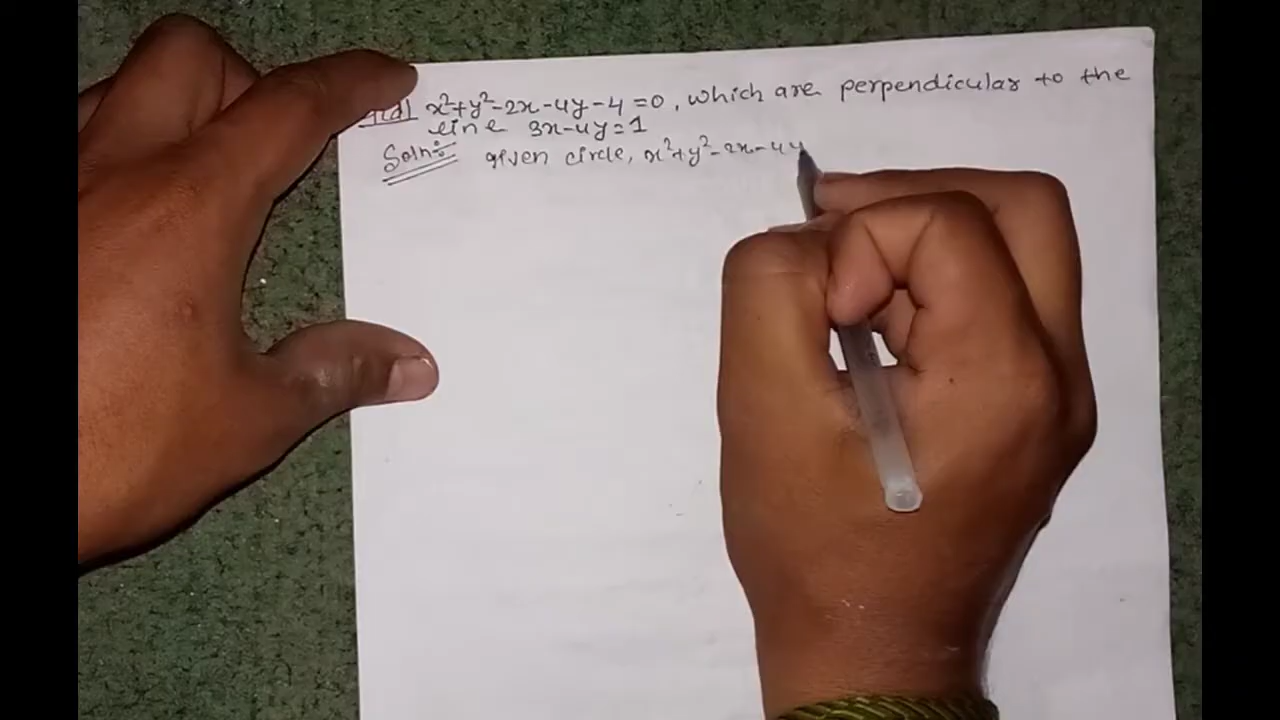 x²+y²-2x-4y-4=0, which are perpendicular to the
line 3x-4y=1
Soln:- given circle, x²+y²-2x-4y